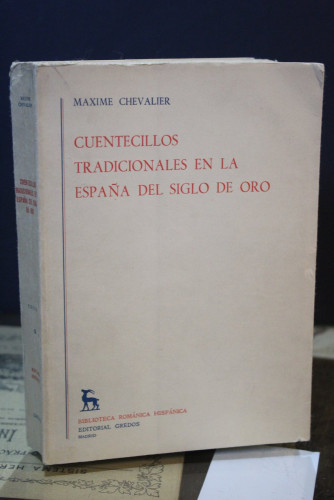 MAXIME CHEVALIER
CUENTECILLOS
TRADICIONALES EN LA
ESPAÑA DEL SIGLO DE ORO
BIBLIOTECA ROMÁNICA HISPÁNICA
EDITORIAL GREDOS
MADRID